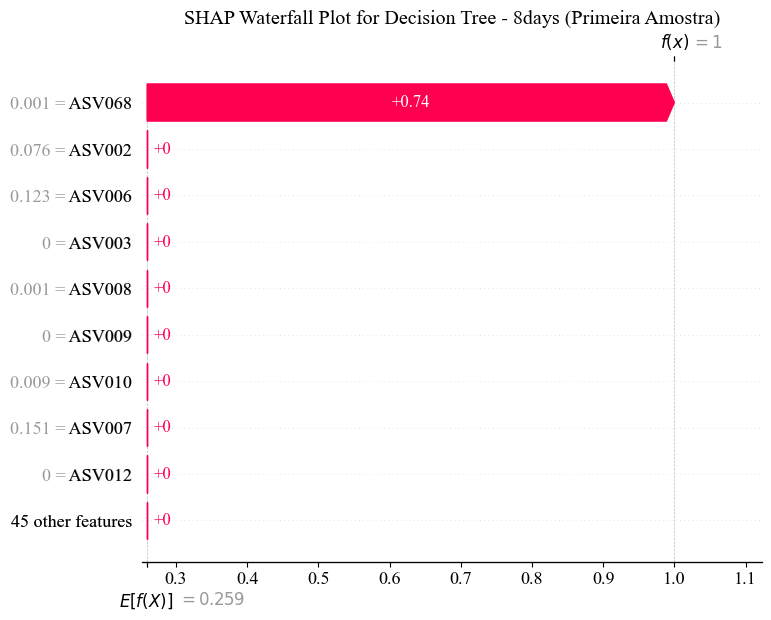 SHAP Waterfall Plot for Decision Tree - 8days (Primeira Amostra)
f(x) = 1
0.001 = ASV068 +0.74
0.076 = ASV002 +0
0.123 = ASV006 +0
0 = ASV003 +0
0.001 = ASV008 +0
0 = ASV009 +0
0.009 = ASV010 +0
0.151 = ASV007 +0
0 = ASV012 +0
45 other features +0
0.3 0.4 0.5 0.6 0.7 0.8 0.9 1.0 1.1
E[f(X)] = 0.259